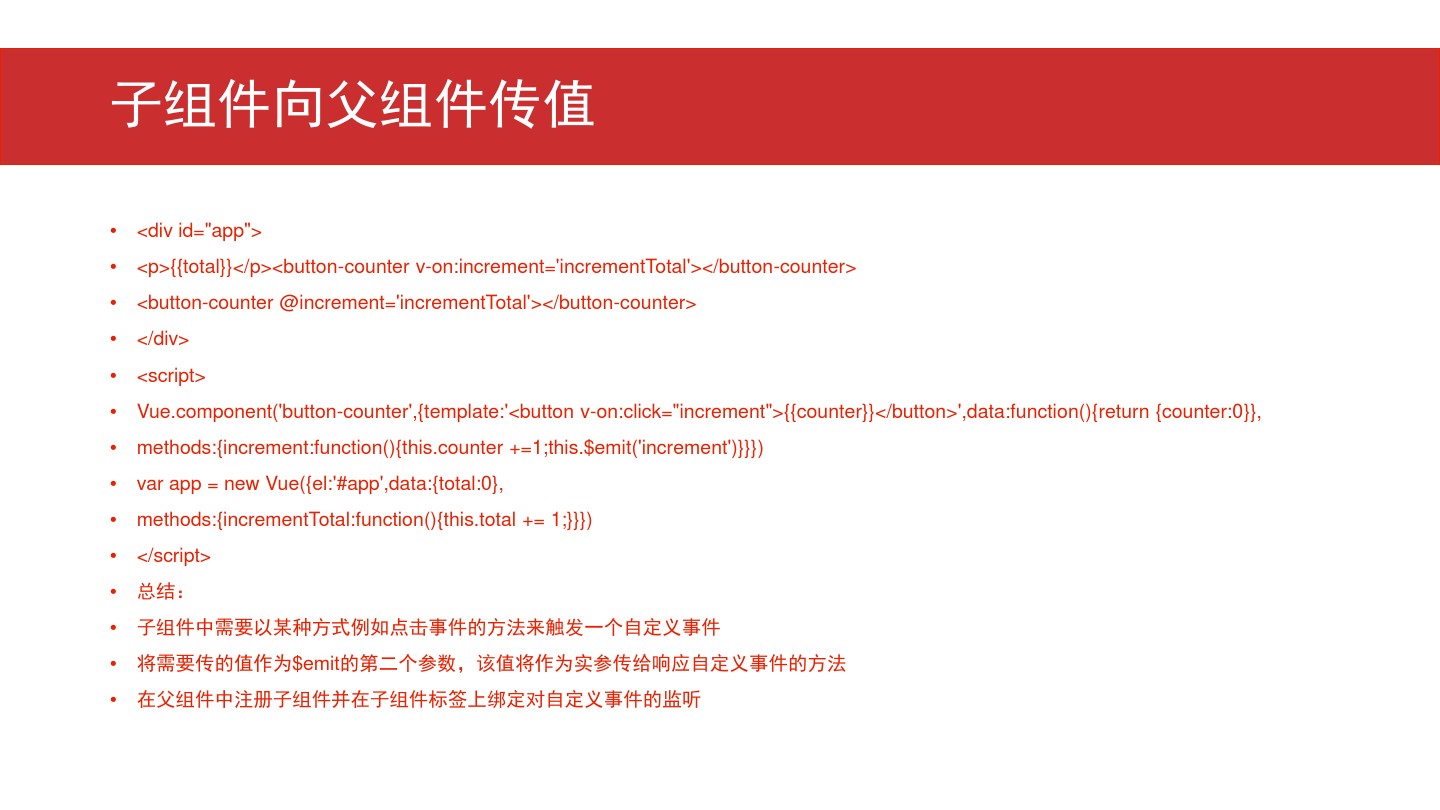 子组件向父组件传值
• <div id="app">
• <p>{{total}}</p><button-counter v-on:increment='incrementTotal'></button-counter>
• <button-counter @increment='incrementTotal'></button-counter>
• </div>
• <script>
• Vue.component('button-counter',{template:'<button v-on:click="increment">{{counter}}</button>',data:function(){return {counter:0}},
• methods:{increment:function(){this.counter +=1;this.$emit('increment')}}})
• var app = new Vue({el:'#app',data:{total:0},
• methods:{incrementTotal:function(){this.total += 1;}}})
• </script>
• 总结：
• 子组件中需要以某种方式例如点击事件的方法来触发一个自定义事件
• 将需要传的值作为$emit的第二个参数，该值将作为实参传给响应自定义事件的方法
• 在父组件中注册子组件并在子组件标签上绑定对自定义事件的监听